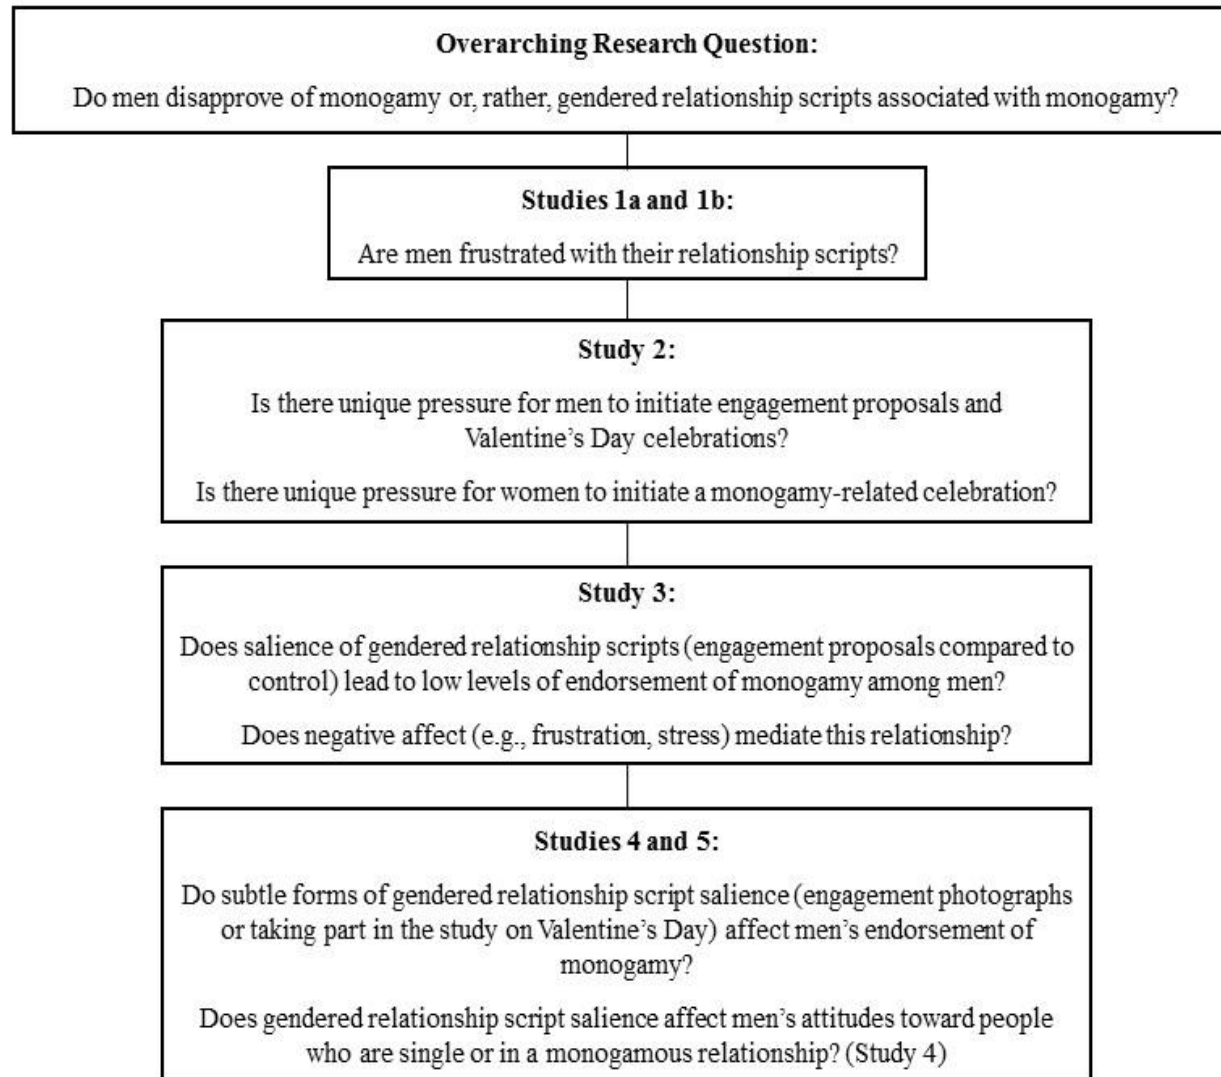 Overarching Research Question:
Do men disapprove of monogamy or, rather, gendered relationship scripts associated with monogamy?
Studies 1a and 1b:
Are men frustrated with their relationship scripts?
Study 2:
Is there unique pressure for men to initiate engagement proposals and
Valentine’s Day celebrations?
Is there unique pressure for women to initiate a monogamy-related celebration?
Study 3:
Does salience of gendered relationship scripts (engagement proposals compared to
control) lead to low levels of endorsement of monogamy among men?
Does negative affect (e.g., frustration, stress) mediate this relationship?
Studies 4 and 5:
Do subtle forms of gendered relationship script salience (engagement photographs
or taking part in the study on Valentine’s Day) affect men’s endorsement of
monogamy?
Does gendered relationship script salience affect men’s attitudes toward people
who are single or in a monogamous relationship? (Study 4)